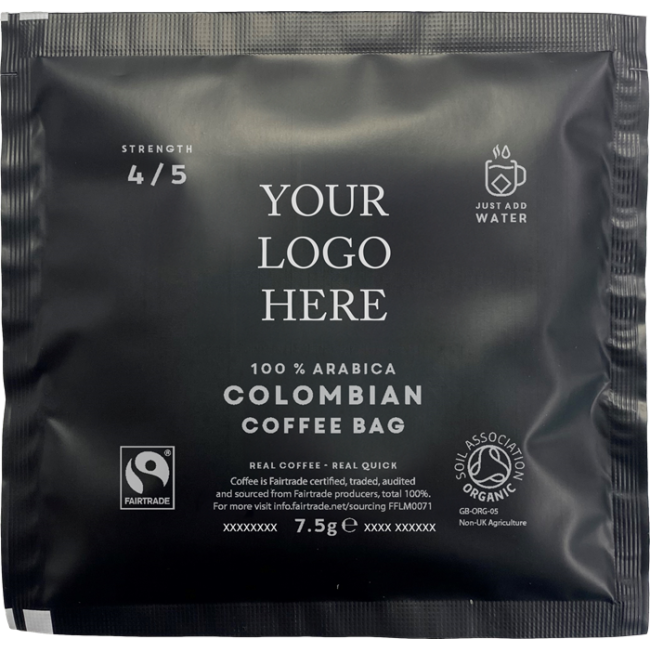 STRENGTH
4 / 5
JUST ADD
WATER
YOUR
LOGO
HERE
100 % ARABICA
COLOMBIAN
COFFEE BAG
FAIRTRADE
®
REAL COFFEE - REAL QUICK
Coffee is Fairtrade certified, traded, audited
and sourced from Fairtrade producers, total 100%.
For more visit info.fairtrade.net/sourcing FFLM0071
XXXXXXXX 7.5g ℮ XXXX XXXXXX
SOIL ASSOCIATION
ORGANIC
GB-ORG-05
Non-UK Agriculture